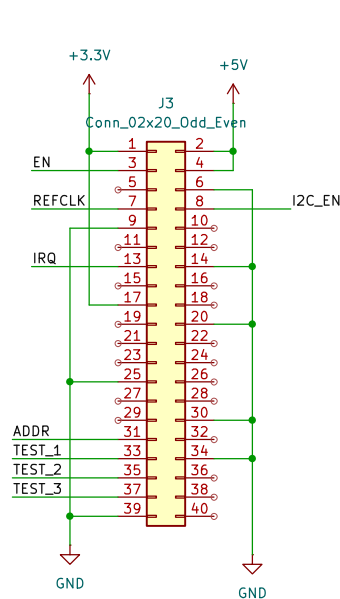 +3.3V
+5V
J3
Conn_02x20_Odd_Even
1 2
EN 3 4
5 6
REFCLK 7 8 I2C_EN
9 10
11 12
IRQ 13 14
15 16
17 18
19 20
21 22
23 24
25 26
27 28
29 30
ADDR 31 32
TEST_1 33 34
TEST_2 35 36
TEST_3 37 38
39 40
GND
GND